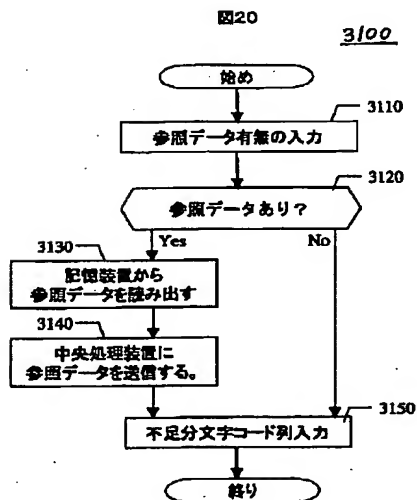 図20
3100
始め
3110
参照データ有無の入力
3120
参照データあり?
Yes
No
3130
記憶装置から
参照データを読み出す
3140
中央処理装置に
参照データを送信する。
3150
不足分文字コード列入力
終り